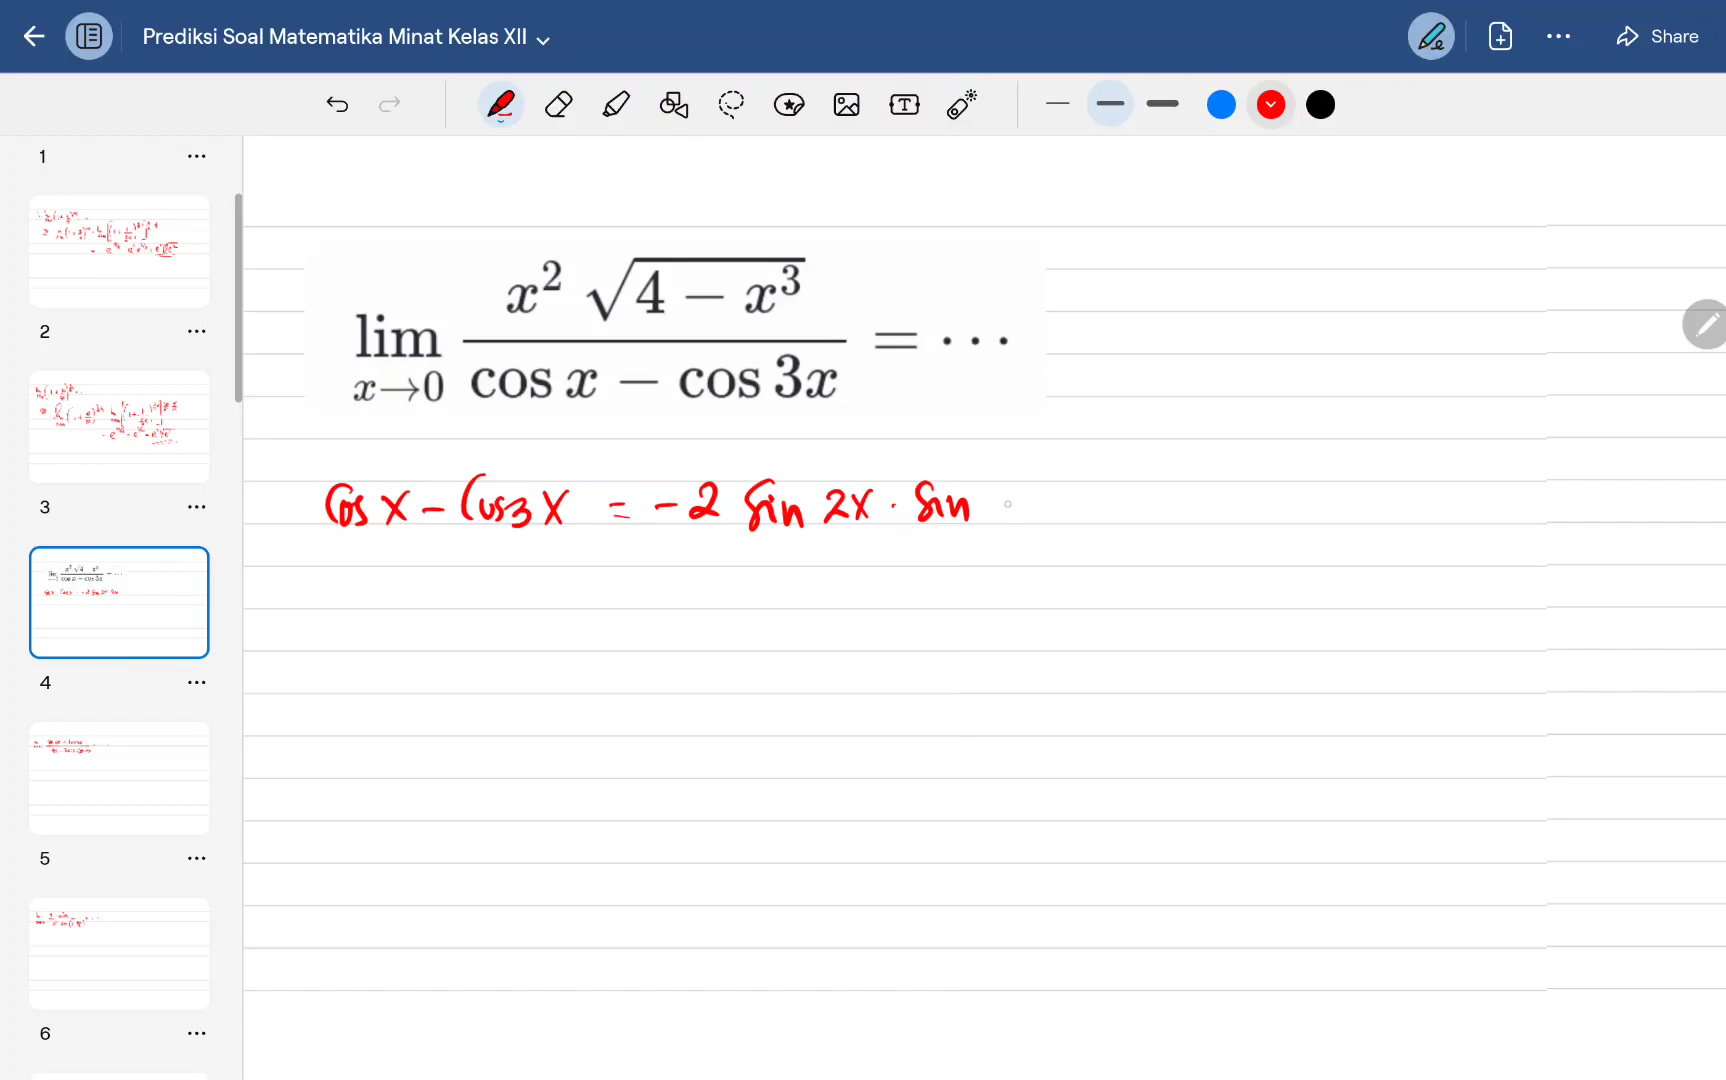 Prediksi Soal Matematika Minat Kelas XII
Share
1
2
3
4
5
6
lim x→0 x² √(4 − x³) / (cos x − cos 3x) = ⋯
Cos x − Cos 3x = −2 Sin 2x · Sin